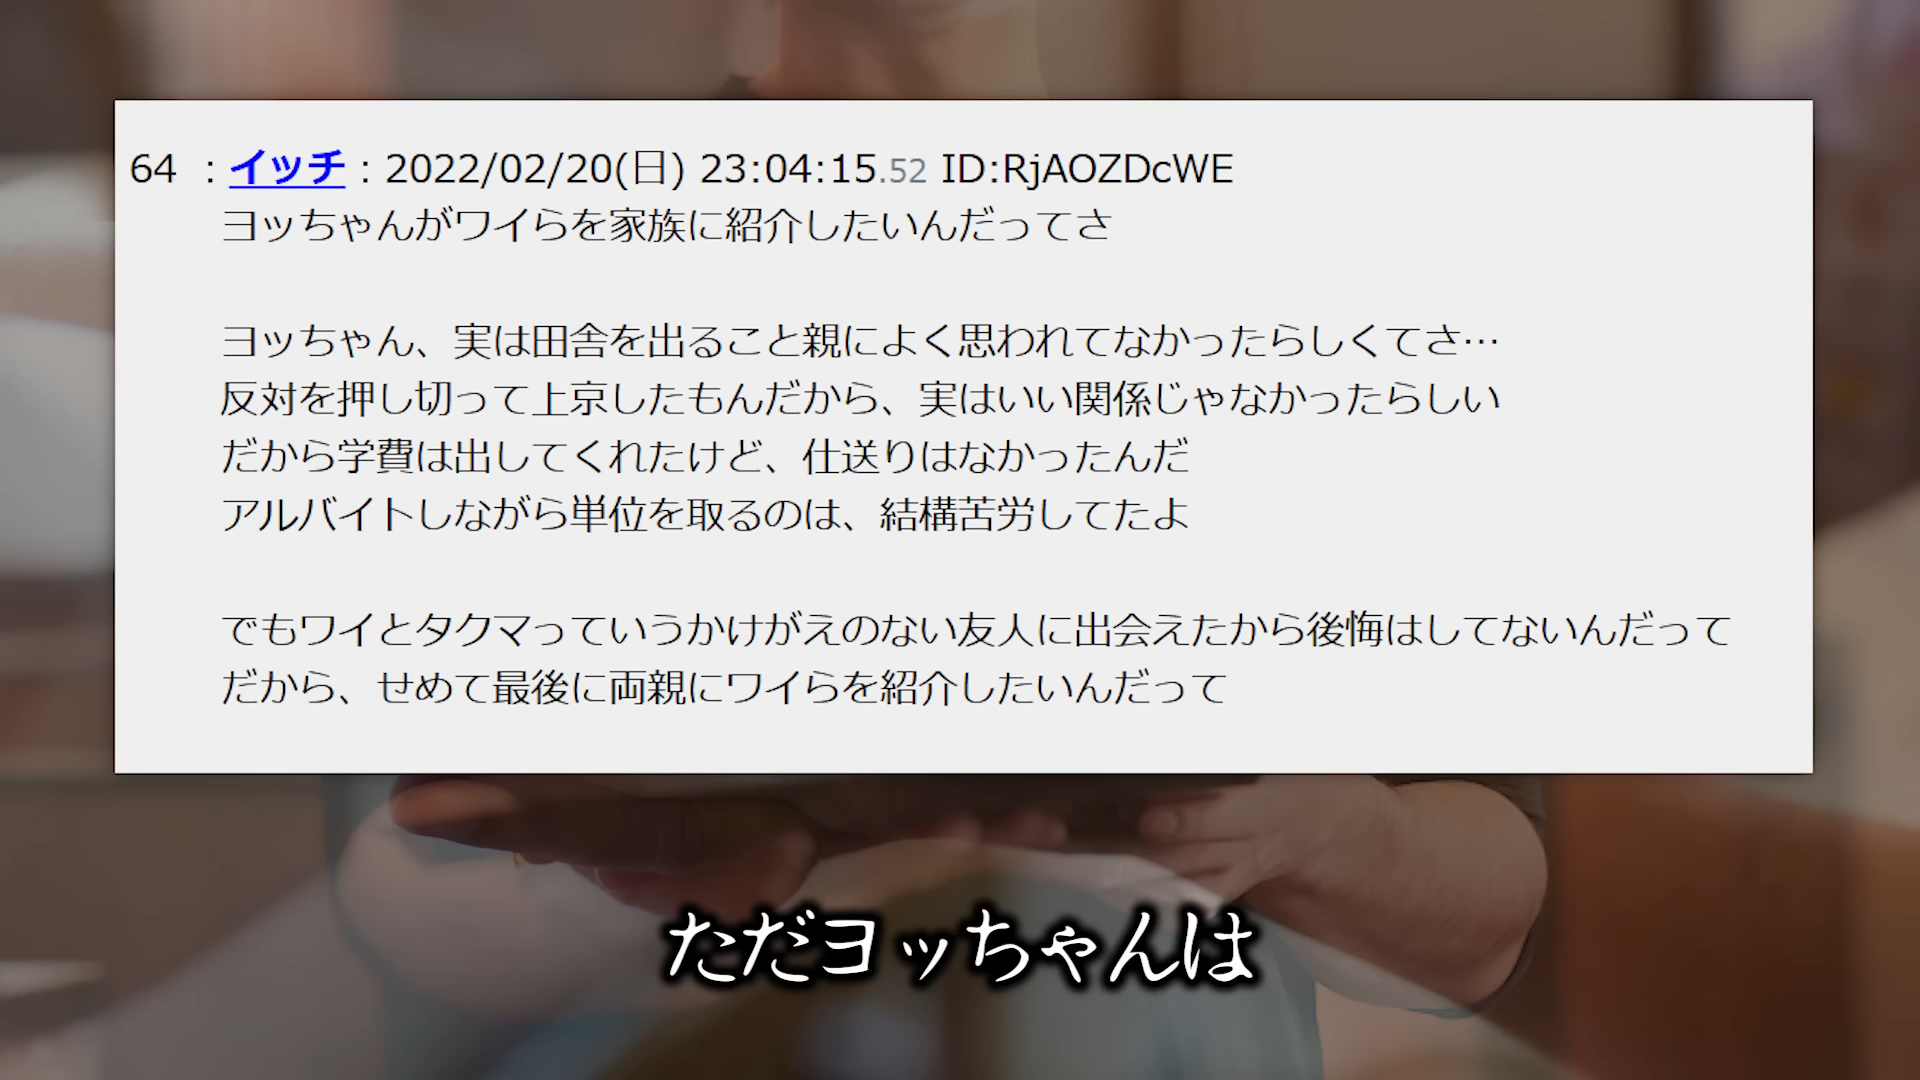 64 ：イッチ：2022/02/20(日) 23:04:15.52 ID:RjAOZDcWE
ヨッちゃんがワイらを家族に紹介したいんだってさ
ヨッちゃん、実は田舎を出ること親によく思われてなかったらしくてさ…
反対を押し切って上京したもんだから、実はいい関係じゃなかったらしい
だから学費は出してくれたけど、仕送りはなかったんだ
アルバイトしながら単位を取るのは、結構苦労してたよ
でもワイとタクマっていうかけがえのない友人に出会えたから後悔はしてないんだって
だから、せめて最後に両親にワイらを紹介したいんだって
ただヨッちゃんは